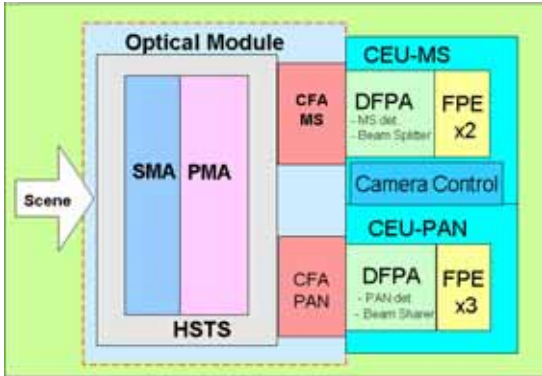 Optical Module
CEU-MS
CFA
MS
DFPA
- MS det.
- Beam Splitter
FPE
x2
SMA
PMA
Scene
Camera Control
CEU-PAN
CFA
PAN
DFPA
- PAN det.
- Beam Sharer
FPE
x3
HSTS